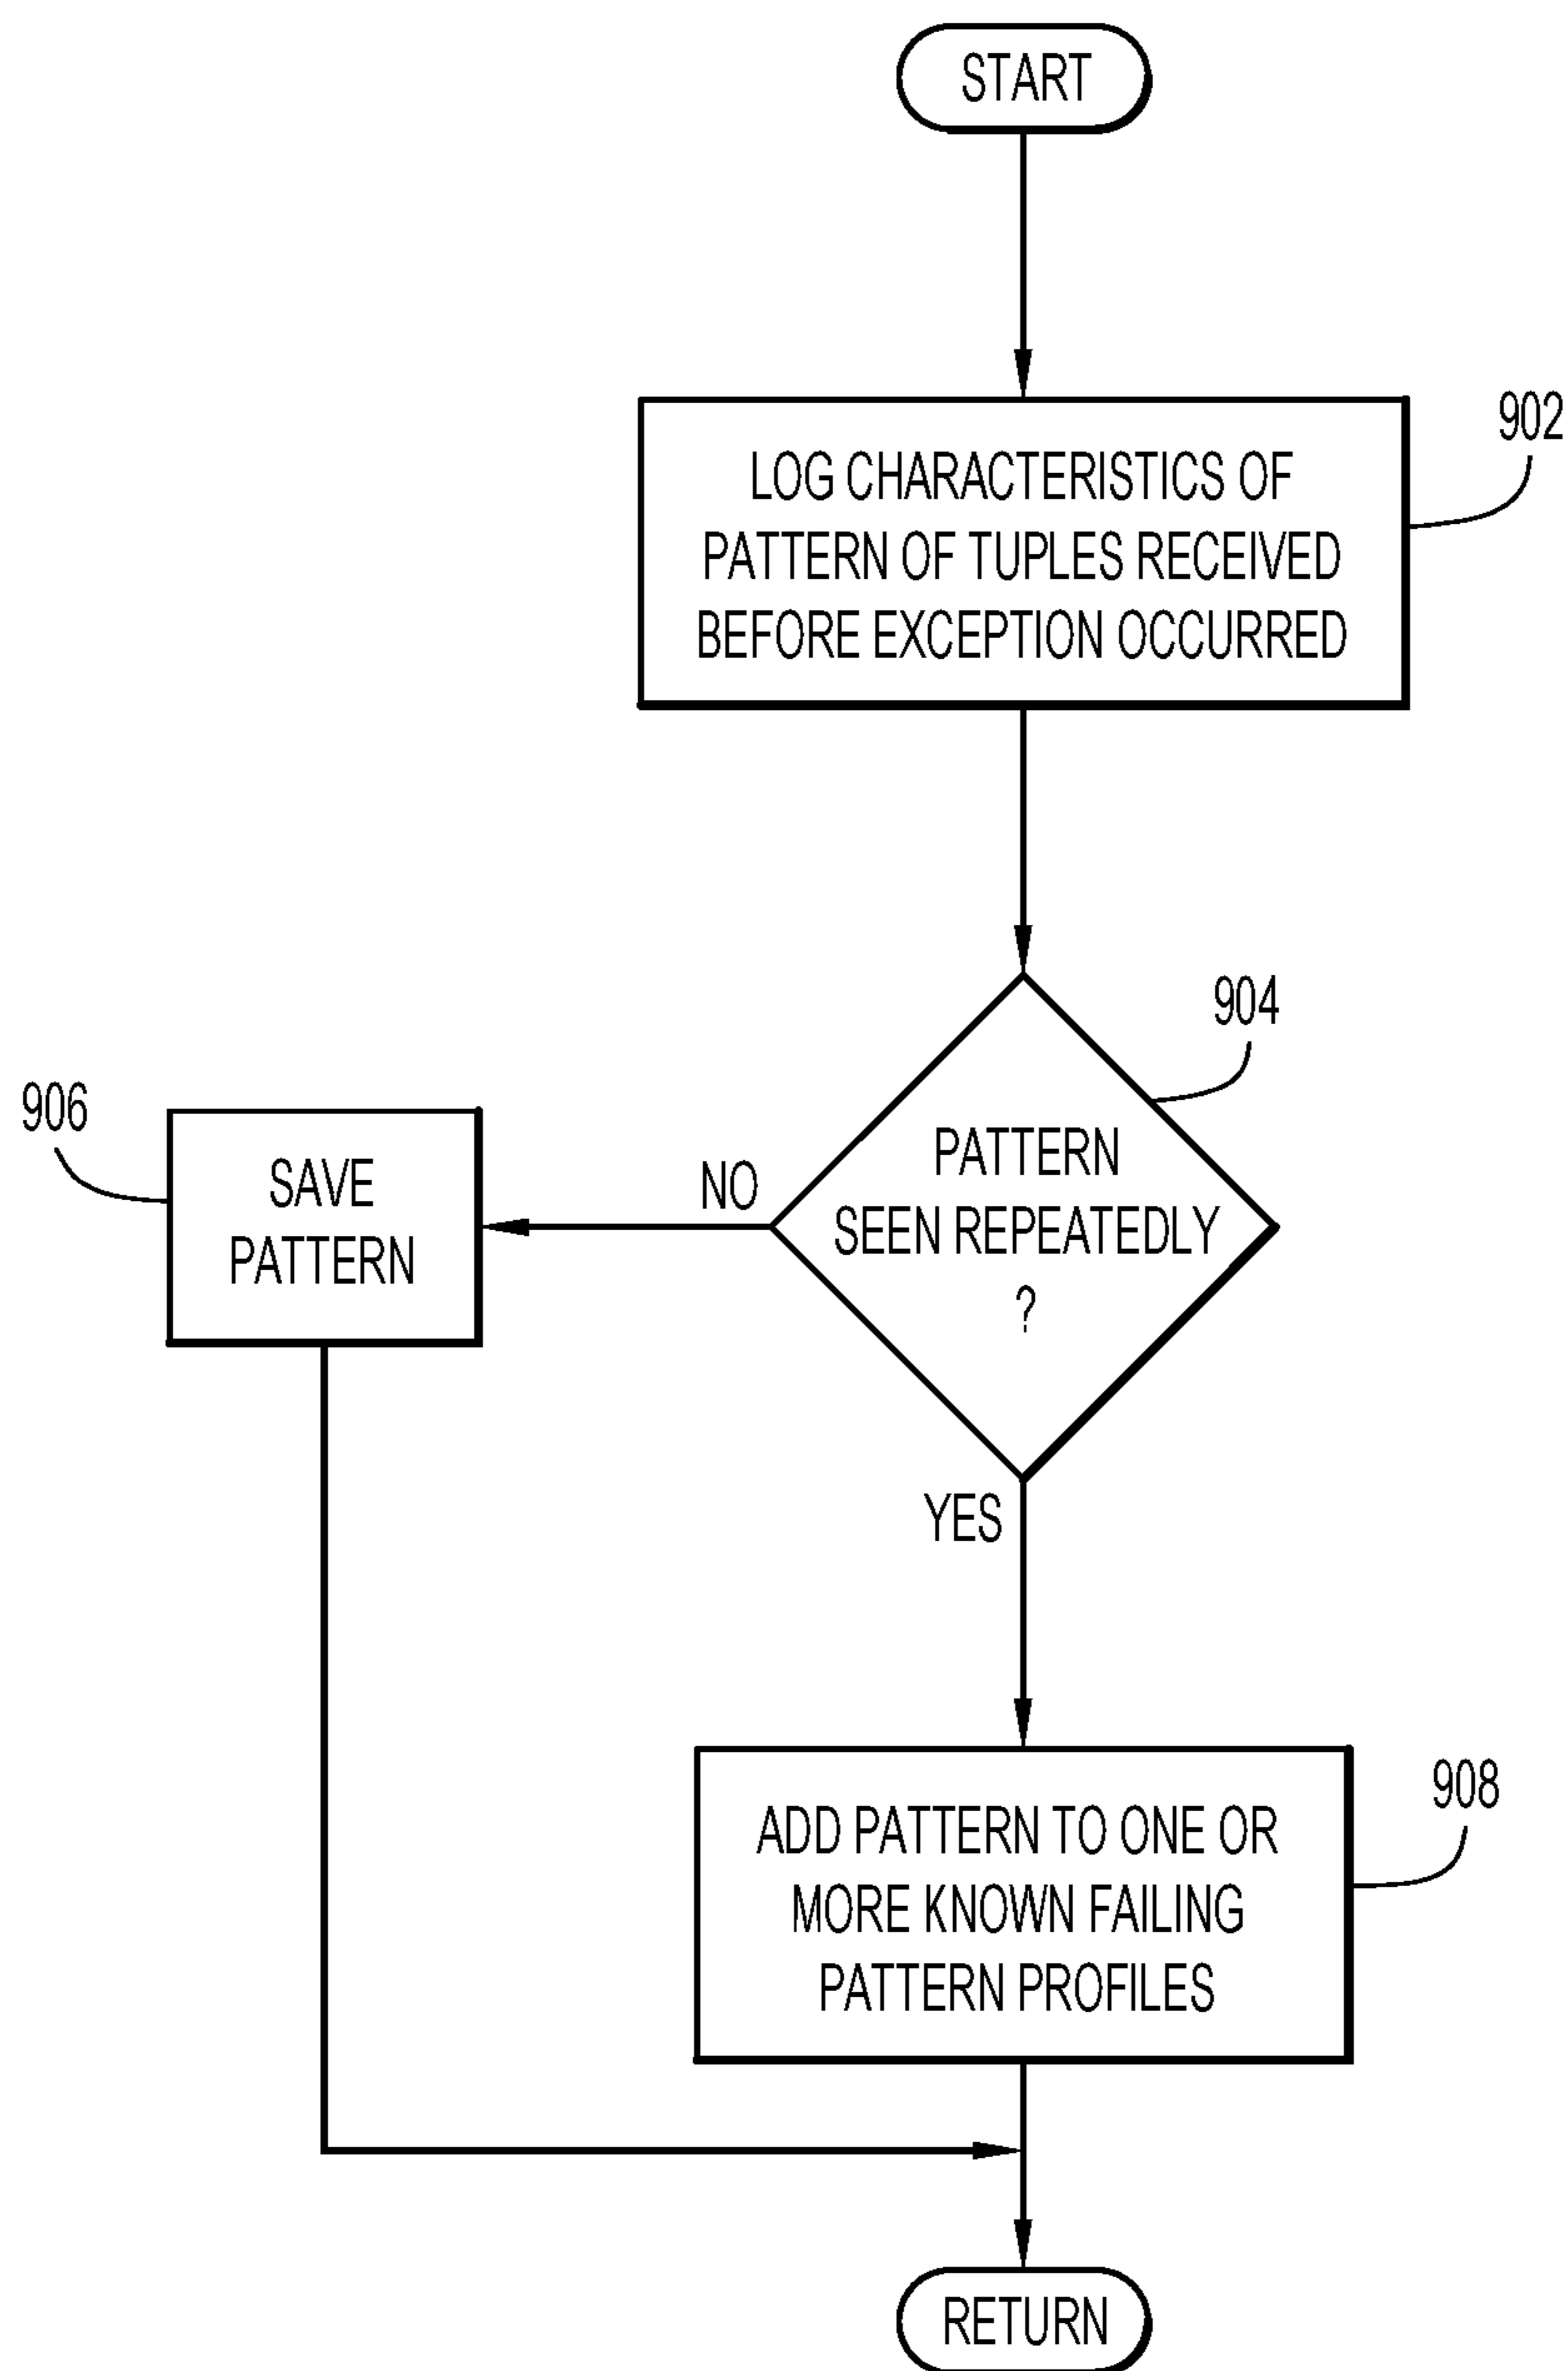 START
902
LOG CHARACTERISTICS OF
PATTERN OF TUPLES RECEIVED
BEFORE EXCEPTION OCCURRED
904
PATTERN
SEEN REPEATEDLY
?
NO
906
SAVE
PATTERN
YES
908
ADD PATTERN TO ONE OR
MORE KNOWN FAILING
PATTERN PROFILES
RETURN